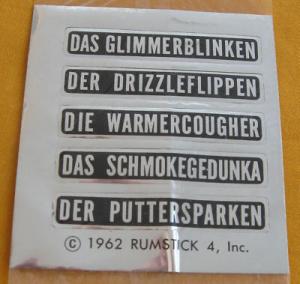 DAS GLIMMERBLINKEN
DER DRIZZLEFLIPPEN
DIE WARMERCOUGHER
DAS SCHMOKEGEDUNKA
DER PUTTERSPARKEN
© 1962 RUMSTICK 4, Inc.